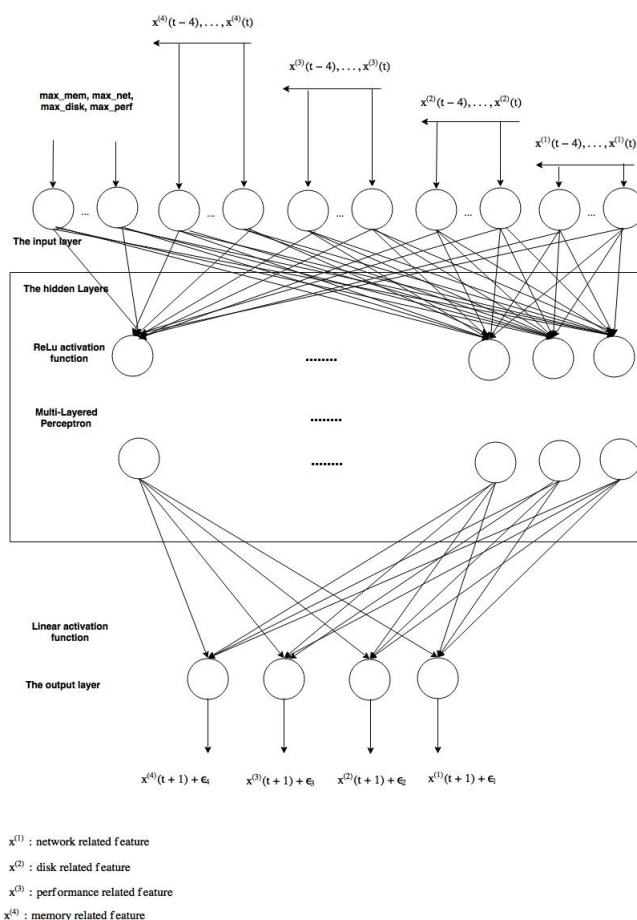 x⁽⁴⁾(t − 4), . . . , x⁽⁴⁾(t)
x⁽³⁾(t − 4), . . . , x⁽³⁾(t)
max_mem, max_net,
max_disk, max_perf
x⁽²⁾(t − 4), . . . , x⁽²⁾(t)
x⁽¹⁾(t − 4), . . . , x⁽¹⁾(t)
... ... ... ... ...
The input layer
The hidden Layers
ReLu activation
function
........
Multi-Layered
Perceptron
........
........
Linear activation
function
The output layer
x⁽⁴⁾(t + 1) + ϵ₄ x⁽³⁾(t + 1) + ϵ₃ x⁽²⁾(t + 1) + ϵ₂ x⁽¹⁾(t + 1) + ϵ₁
x⁽¹⁾ : network related feature
x⁽²⁾ : disk related feature
x⁽³⁾ : performance related feature
x⁽⁴⁾ : memory related feature